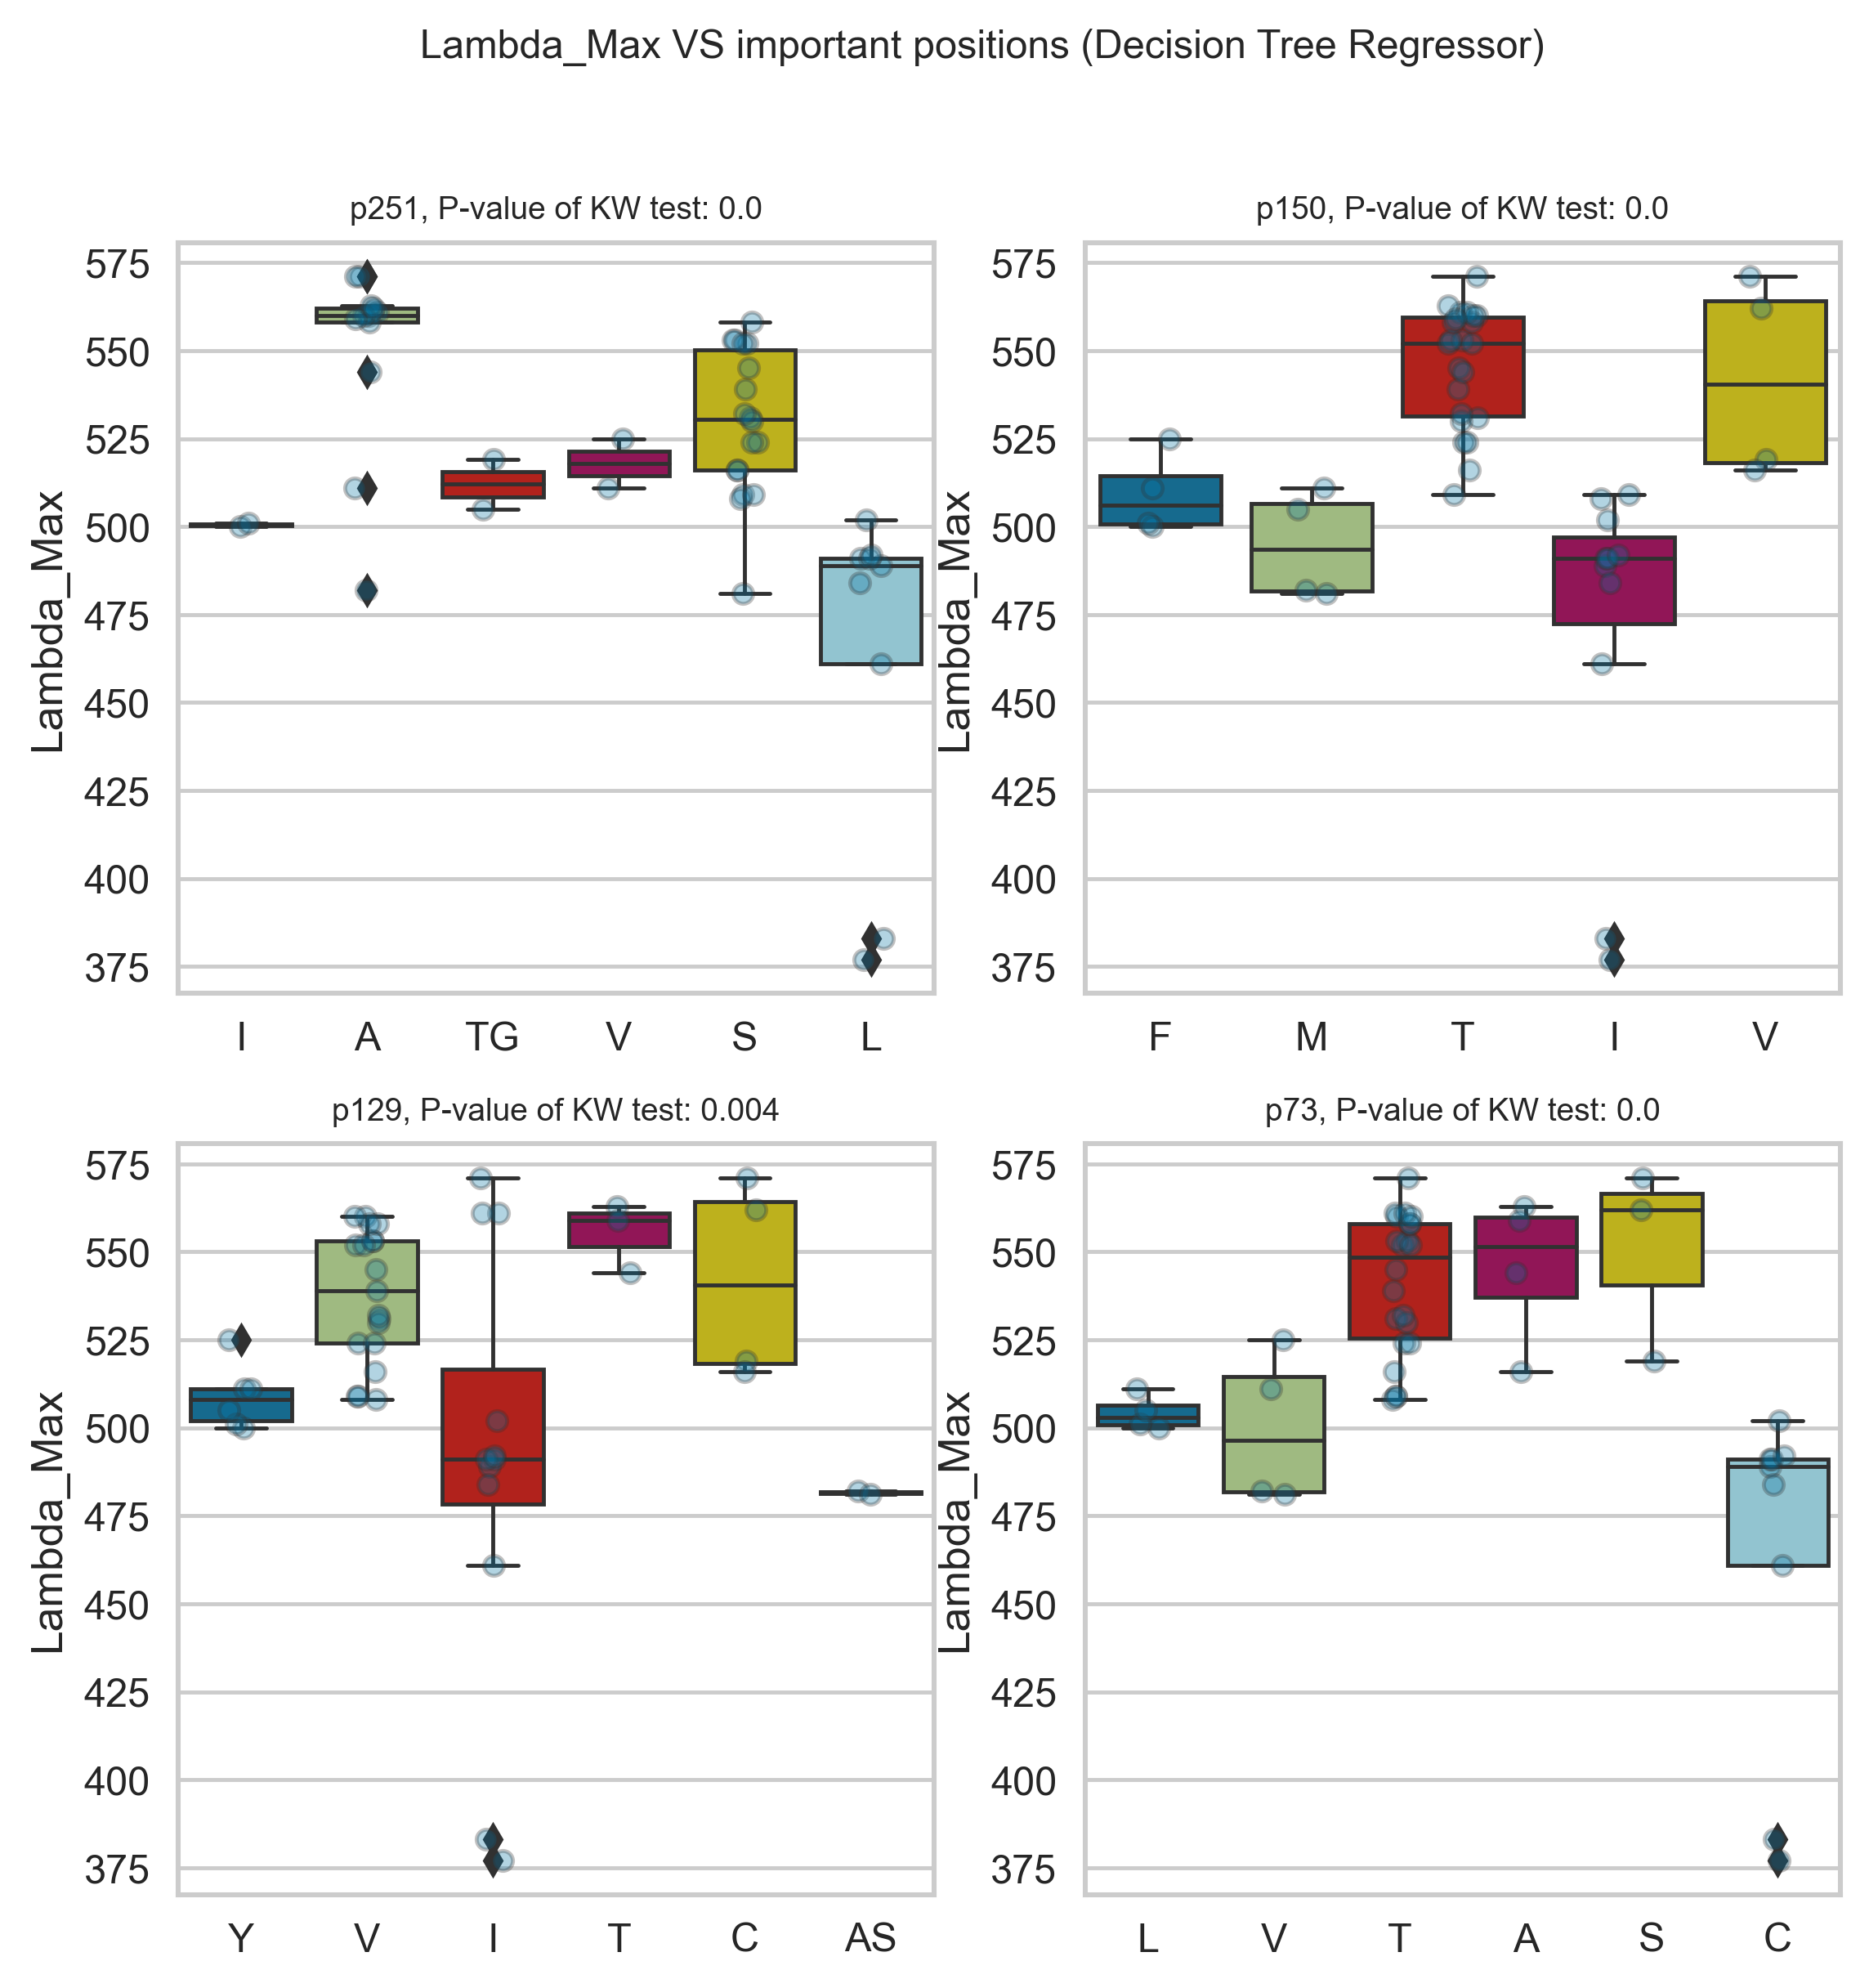 Lambda_Max VS important positions (Decision Tree Regressor)
p251, P-value of KW test: 0.0
575
550
525
500
475
450
425
400
375
Lambda_Max
I A TG V S L
p150, P-value of KW test: 0.0
575
550
525
500
475
450
425
400
375
Lambda_Max
F M T I V
p129, P-value of KW test: 0.004
575
550
525
500
475
450
425
400
375
Lambda_Max
Y V I T C AS
p73, P-value of KW test: 0.0
575
550
525
500
475
450
425
400
375
Lambda_Max
L V T A S C